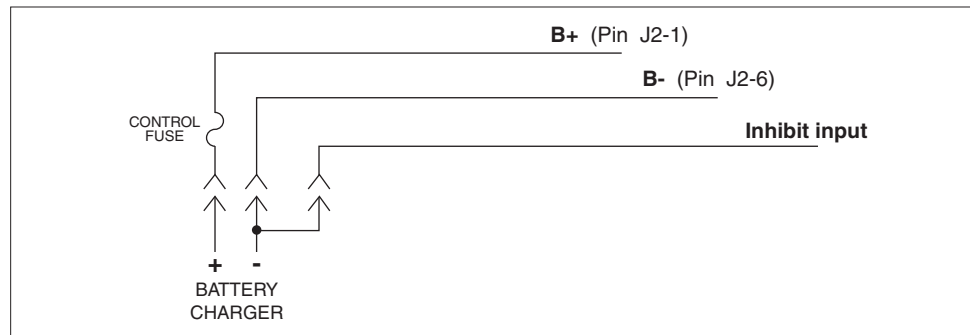 B+ (Pin J2-1)
B- (Pin J2-6)
CONTROL
FUSE
Inhibit input
+ -
BATTERY
CHARGER